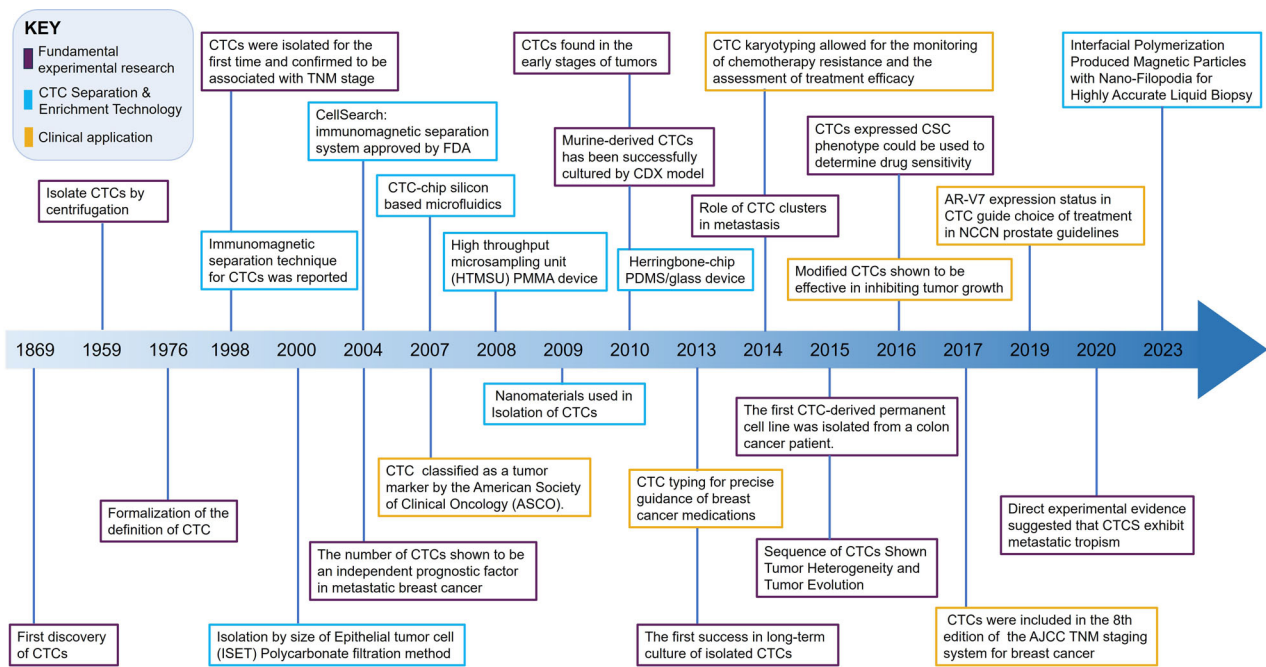 KEY
Fundamental
experimental research
CTC Separation &
Enrichment Technology
Clinical application
CTCs were isolated for the
first time and confirmed to be
associated with TNM stage
CTCs found in the
early stages of tumors
CTC karyotyping allowed for the monitoring
of chemotherapy resistance and the
assessment of treatment efficacy
Interfacial Polymerization
Produced Magnetic Particles
with Nano-Filopodia for
Highly Accurate Liquid Biopsy
CellSearch:
immunomagnetic separation
system approved by FDA
Murine-derived CTCs
has been successfully
cultured by CDX model
CTCs expressed CSC
phenotype could be used to
determine drug sensitivity
Isolate CTCs by
centrifugation
CTC-chip silicon
based microfluidics
Role of CTC clusters
in metastasis
AR-V7 expression status in
CTC guide choice of treatment
in NCCN prostate guidelines
Immunomagnetic
separation technique
for CTCs was reported
High throughput
microsampling unit
(HTMSU) PMMA device
Herringbone-chip
PDMS/glass device
Modified CTCs shown to be
effective in inhibiting tumor growth
1869 1959 1976 1998 2000 2004 2007 2008 2009 2010 2013 2014 2015 2016 2017 2019 2020 2023
Nanomaterials used in
Isolation of CTCs
The first CTC-derived permanent
cell line was isolated from a colon
cancer patient.
CTC classified as a tumor
marker by the American Society
of Clinical Oncology (ASCO).
CTC typing for precise
guidance of breast
cancer medications
Formalization of the
definition of CTC
Direct experimental evidence
suggested that CTCS exhibit
metastatic tropism
The number of CTCs shown to be
an independent prognostic factor
in metastatic breast cancer
Sequence of CTCs Shown
Tumor Heterogeneity and
Tumor Evolution
First discovery
of CTCs
Isolation by size of Epithelial tumor cell
(ISET) Polycarbonate filtration method
The first success in long-term
culture of isolated CTCs
CTCs were included in the 8th
edition of the AJCC TNM staging
system for breast cancer